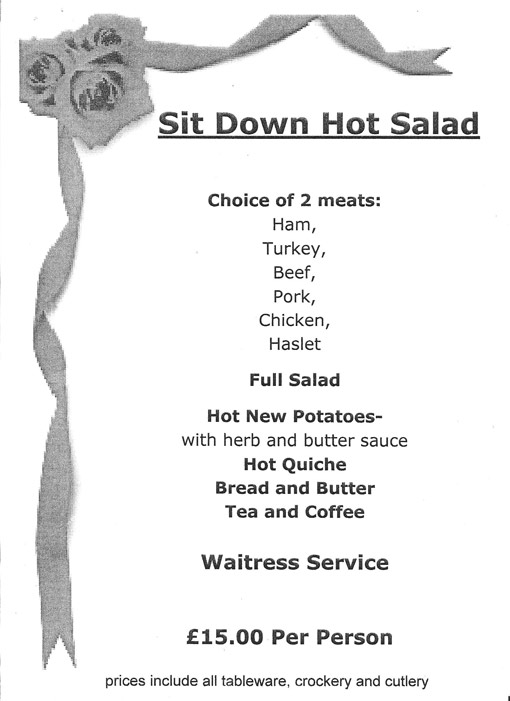 Sit Down Hot Salad
Choice of 2 meats:
Ham,
Turkey,
Beef,
Pork,
Chicken,
Haslet
Full Salad
Hot New Potatoes-
with herb and butter sauce
Hot Quiche
Bread and Butter
Tea and Coffee
Waitress Service
£15.00 Per Person
prices include all tableware, crockery and cutlery